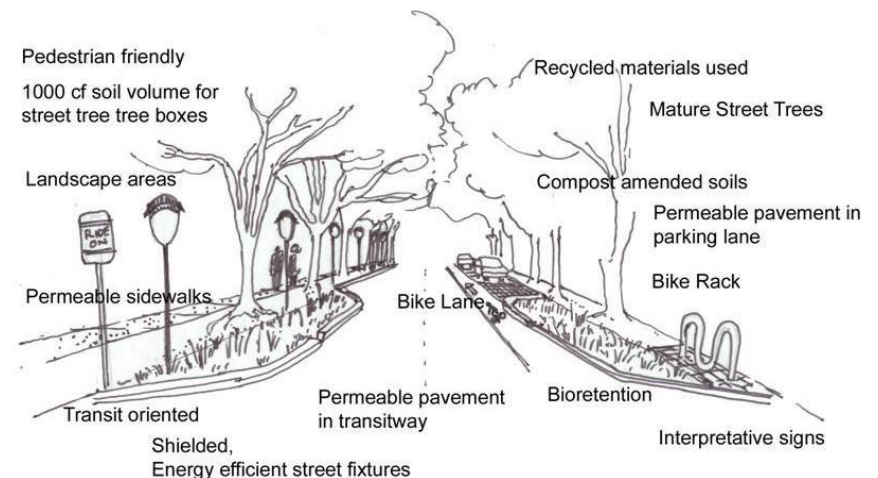 Pedestrian friendly
1000 cf soil volume for
street tree tree boxes
Landscape areas
RIDE
ON
Permeable sidewalks
Transit oriented
Shielded,
Energy efficient street fixtures
Permeable pavement
in transitway
Bike Lane
Recycled materials used
Mature Street Trees
Compost amended soils
Permeable pavement in
parking lane
Bike Rack
Bioretention
Interpretative signs